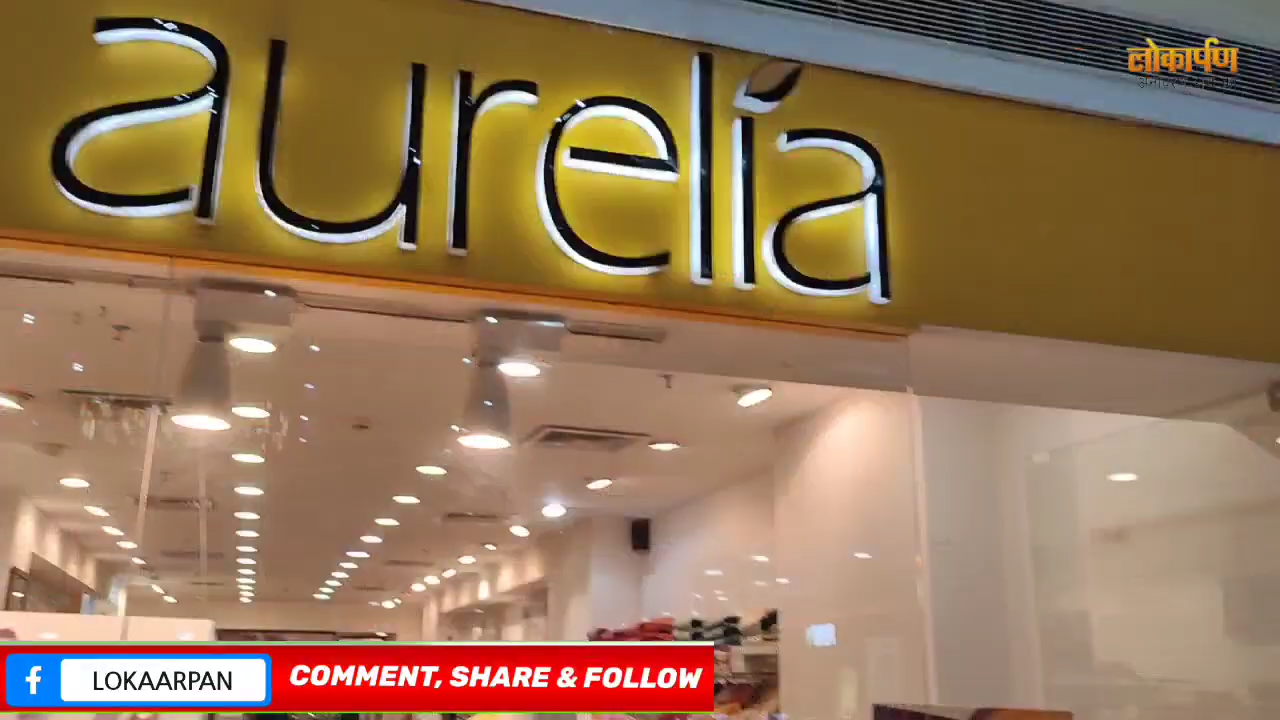 aurelia
लोकार्पण
LOKAARPAN
COMMENT, SHARE & FOLLOW